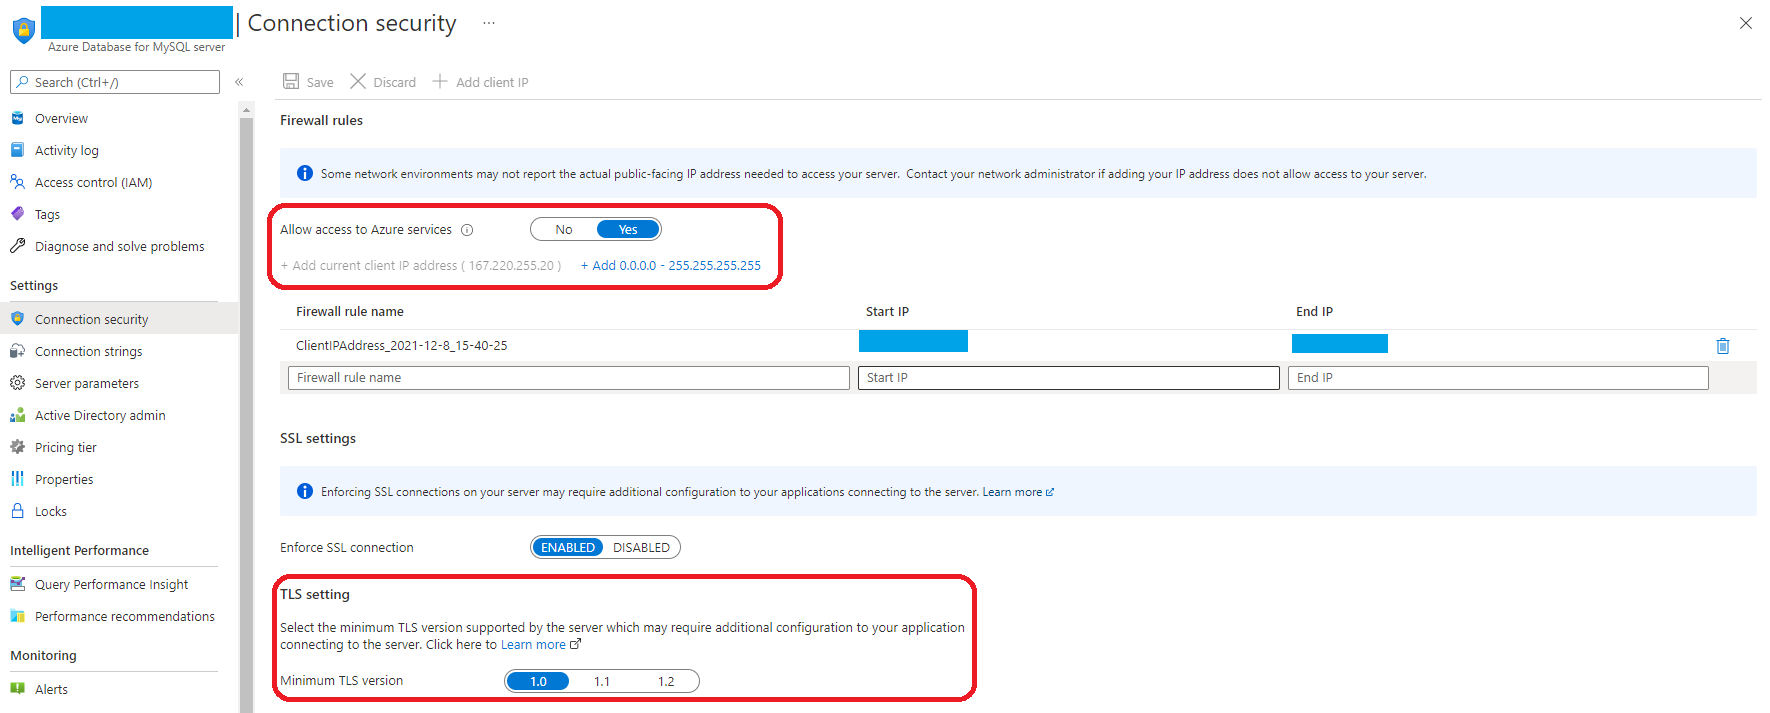 | Connection security ...
Azure Database for MySQL server
Search (Ctrl+/)
«
Overview
Activity log
Access control (IAM)
Tags
Diagnose and solve problems
Settings
Connection security
Connection strings
Server parameters
Active Directory admin
Pricing tier
Properties
Locks
Intelligent Performance
Query Performance Insight
Performance recommendations
Monitoring
Alerts
Save Discard Add client IP
Firewall rules
Some network environments may not report the actual public-facing IP address needed to access your server. Contact your network administrator if adding your IP address does not allow access to your server.
Allow access to Azure services No Yes
+ Add current client IP address ( 167.220.255.20 ) + Add 0.0.0.0 - 255.255.255.255
Firewall rule name Start IP End IP
ClientIPAddress_2021-12-8_15-40-25
Firewall rule name Start IP End IP
SSL settings
Enforcing SSL connections on your server may require additional configuration to your applications connecting to the server. Learn more
Enforce SSL connection ENABLED DISABLED
TLS setting
Select the minimum TLS version supported by the server which may require additional configuration to your application
connecting to the server. Click here to Learn more
Minimum TLS version 1.0 1.1 1.2